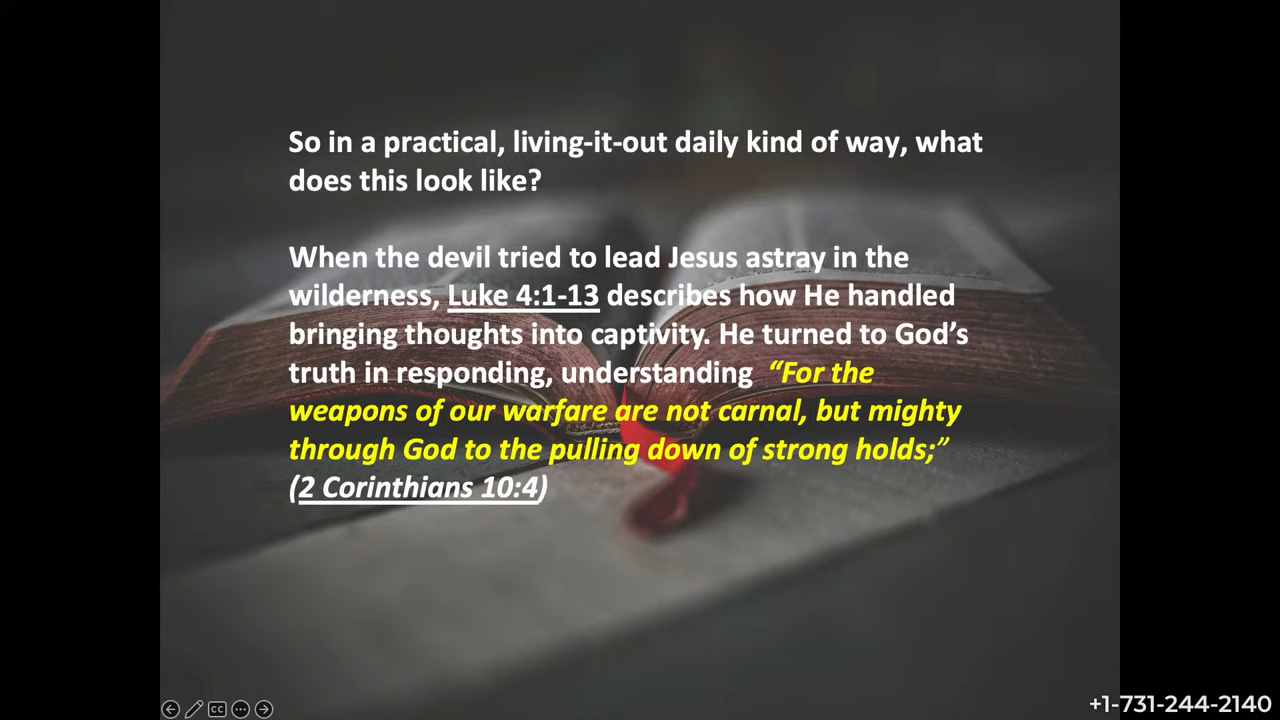 So in a practical, living-it-out daily kind of way, what
does this look like?
When the devil tried to lead Jesus astray in the
wilderness, Luke 4:1-13 describes how He handled
bringing thoughts into captivity. He turned to God’s
truth in responding, understanding “For the
weapons of our warfare are not carnal, but mighty
through God to the pulling down of strong holds;”
(2 Corinthians 10:4)
CC
+1-731-244-2140